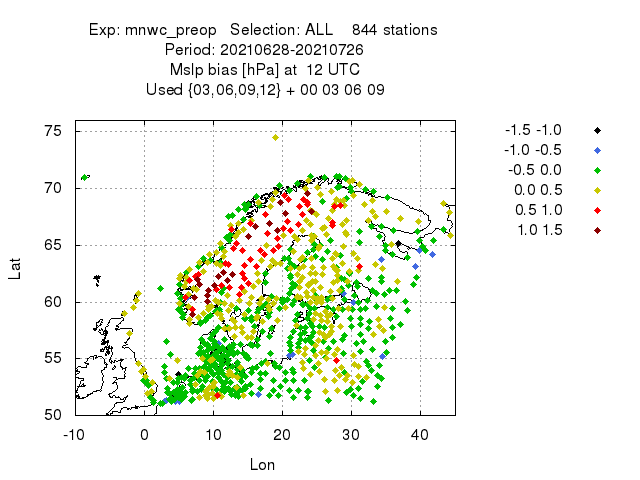 Exp: mnwc_preop Selection: ALL 844 stations
Period: 20210628-20210726
Mslp bias [hPa] at 12 UTC
Used {03,06,09,12} + 00 03 06 09
75
70
65
60
55
50
Lat
-10 0 10 20 30 40
Lon
-1.5 -1.0
-1.0 -0.5
-0.5 0.0
0.0 0.5
0.5 1.0
1.0 1.5